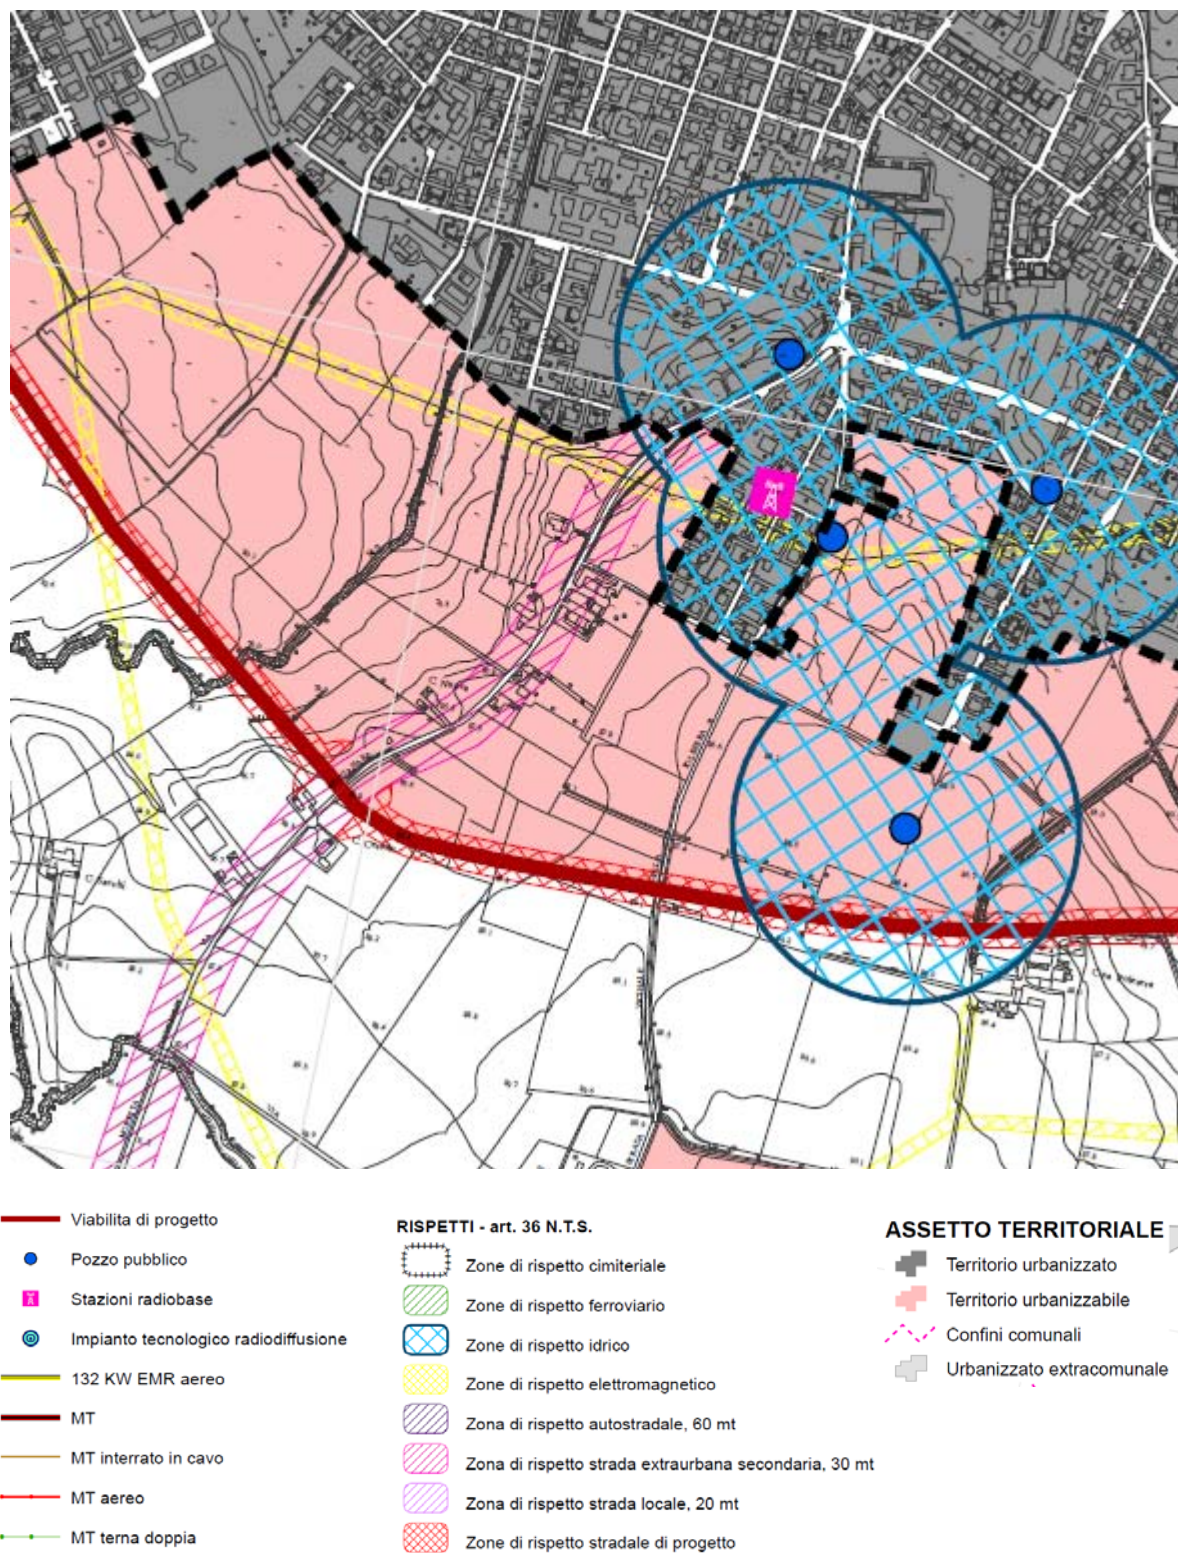 Viabilita di progetto
Pozzo pubblico
Stazioni radiobase
Impianto tecnologico radiodiffusione
132 KW EMR aereo
MT
MT interrato in cavo
MT aereo
MT terna doppia
RISPETTI - art. 36 N.T.S.
Zone di rispetto cimiteriale
Zone di rispetto ferroviario
Zone di rispetto idrico
Zone di rispetto elettromagnetico
Zona di rispetto autostradale, 60 mt
Zona di rispetto strada extraurbana secondaria, 30 mt
Zona di rispetto strada locale, 20 mt
Zone di rispetto stradale di progetto
ASSETTO TERRITORIALE
Territorio urbanizzato
Territorio urbanizzabile
Confini comunali
Urbanizzato extracomunale